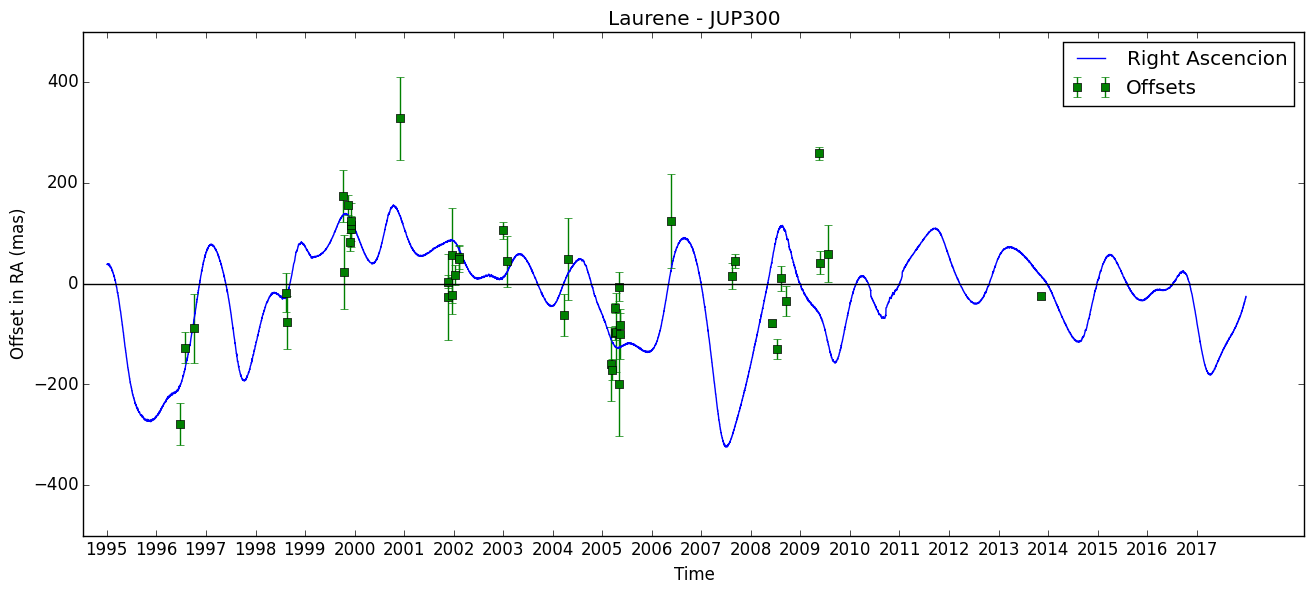 Laurene - JUP300
Right Ascencion
Offsets
400
200
0
−200
−400
Offset in RA (mas)
1995 1996 1997 1998 1999 2000 2001 2002 2003 2004 2005 2006 2007 2008 2009 2010 2011 2012 2013 2014 2015 2016 2017
Time